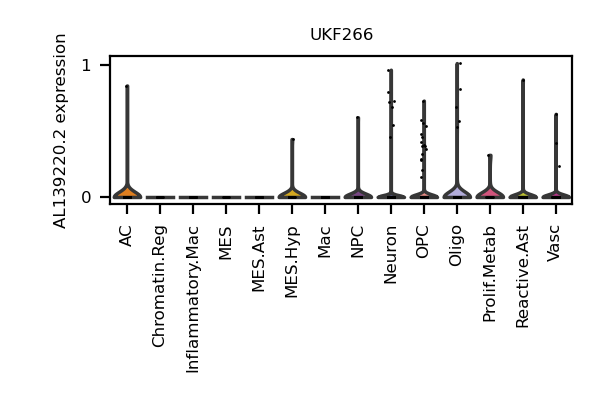 UKF266
AL139220.2 expression
1
0
AC
Chromatin.Reg
Inflammatory.Mac
MES
MES.Ast
MES.Hyp
Mac
NPC
Neuron
OPC
Oligo
Prolif.Metab
Reactive.Ast
Vasc